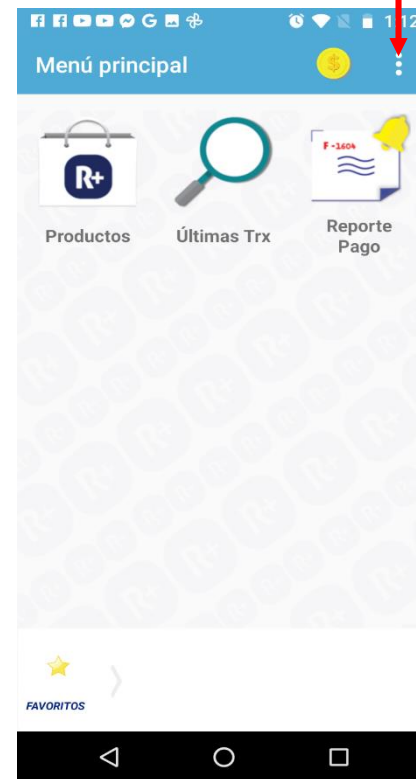 Menú principal
R+
F-1604
Productos
Últimas Trx
Reporte
Pago
FAVORITOS